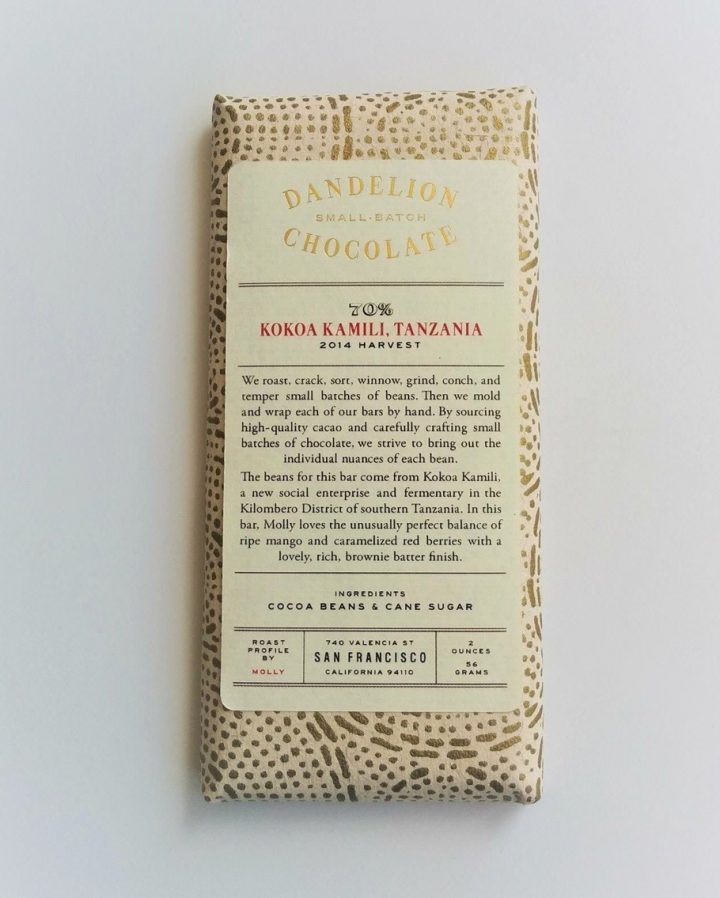 DANDELION
SMALL-BATCH
CHOCOLATE
70%
KOKOA KAMILI, TANZANIA
2014 HARVEST
We roast, crack, sort, winnow, grind, conch, and
temper small batches of beans. Then we mold
and wrap each of our bars by hand. By sourcing
high-quality cacao and carefully crafting small
batches of chocolate, we strive to bring out the
individual nuances of each bean.
The beans for this bar come from Kokoa Kamili,
a new social enterprise and fermentary in the
Kilombero District of southern Tanzania. In this
bar, Molly loves the unusually perfect balance of
ripe mango and caramelized red berries with a
lovely, rich, brownie batter finish.
INGREDIENTS
COCOA BEANS & CANE SUGAR
ROAST
PROFILE
BY
MOLLY
740 VALENCIA ST
SAN FRANCISCO
CALIFORNIA 94110
2
OUNCES
56
GRAMS